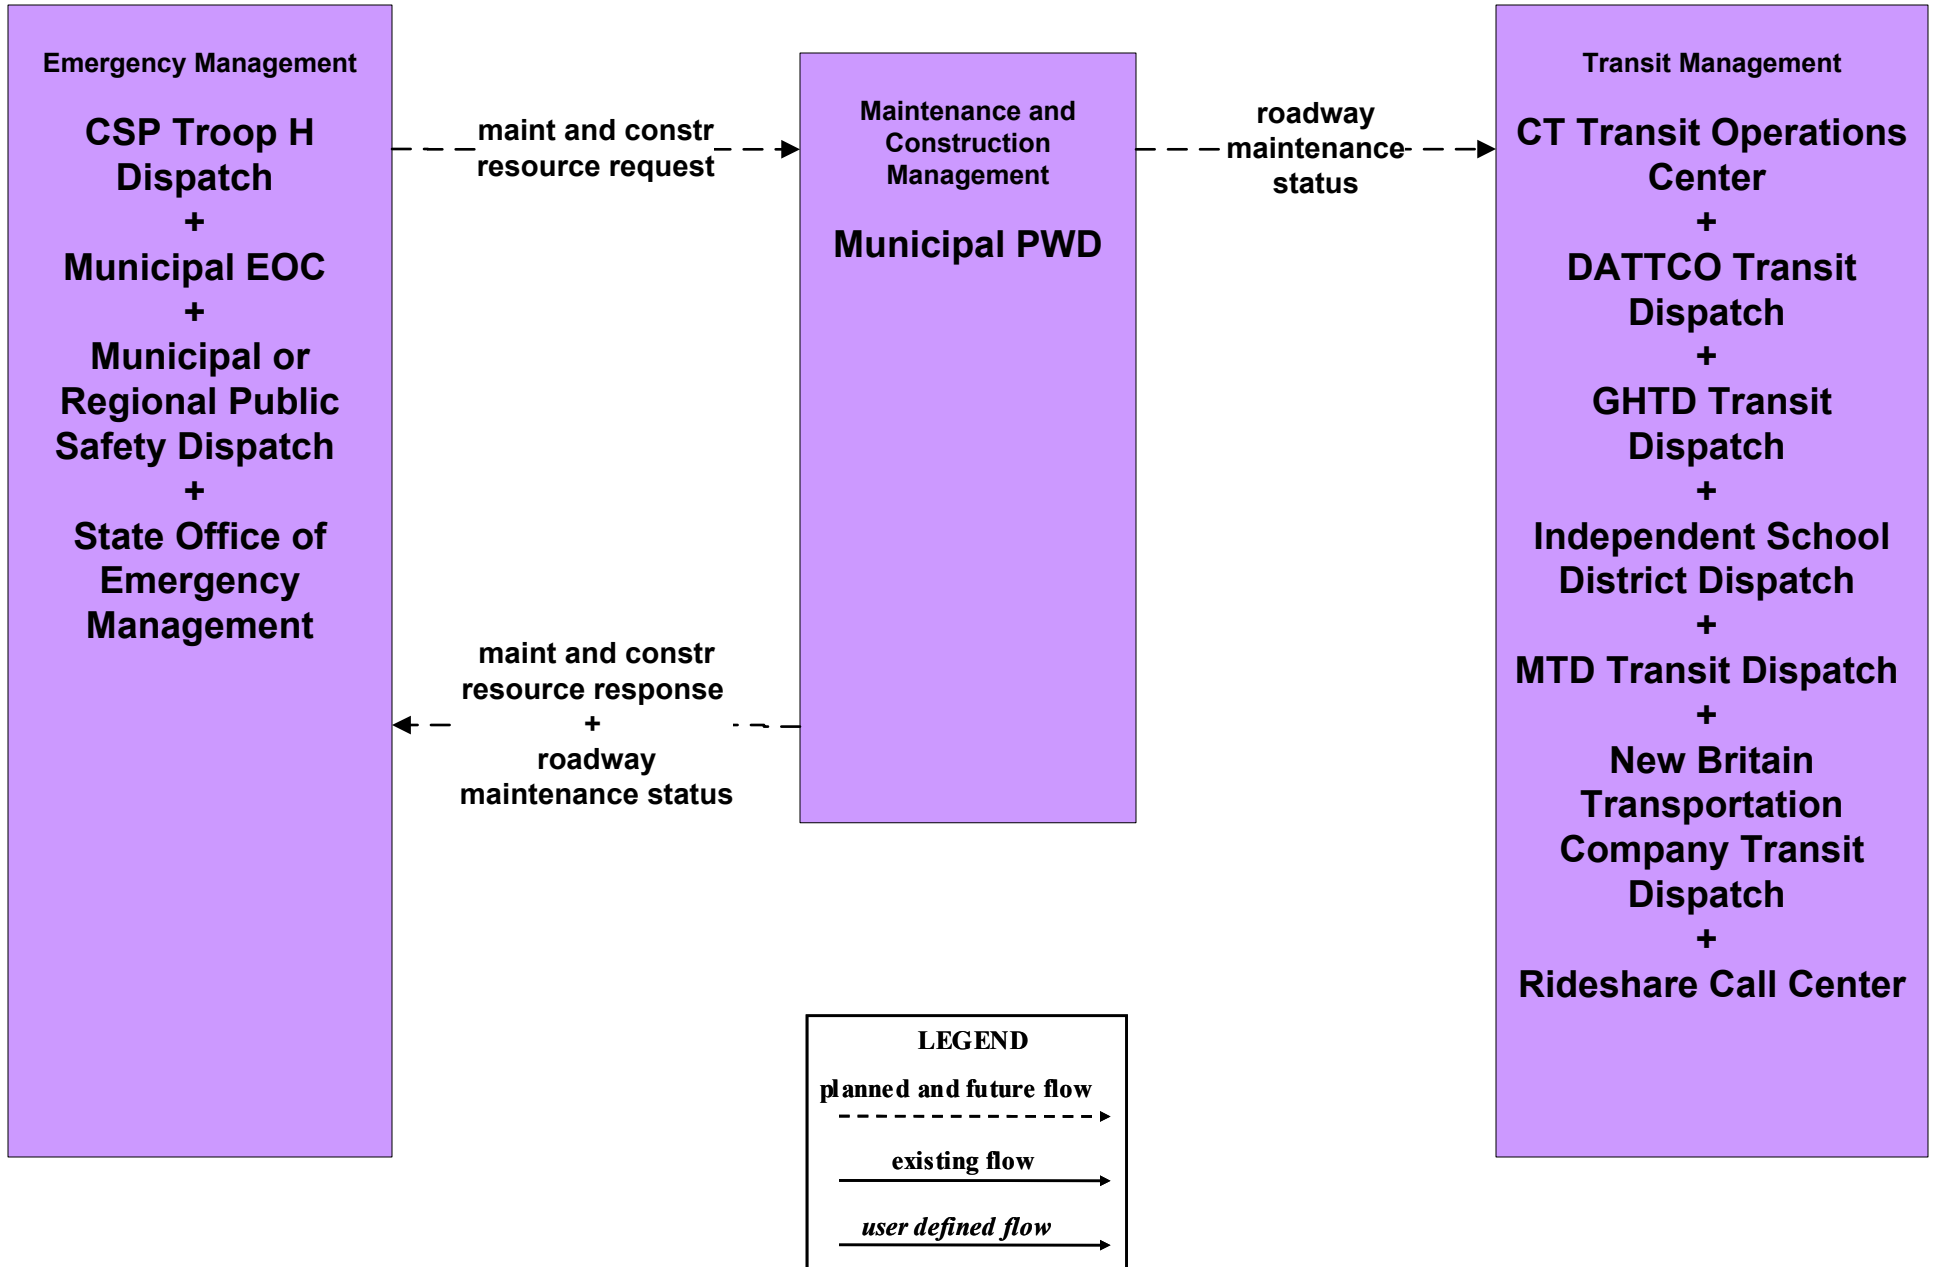 Emergency Management
CSP Troop H
Dispatch
+
Municipal EOC
+
Municipal or
Regional Public
Safety Dispatch
+
State Office of
Emergency
Management
maint and constr
resource request
maint and constr
resource response
+
roadway
maintenance status
Maintenance and
Construction
Management
Municipal PWD
roadway
maintenance
status
Transit Management
CT Transit Operations
Center
+
DATTCO Transit
Dispatch
+
GHTD Transit
Dispatch
+
Independent School
District Dispatch
+
MTD Transit Dispatch
+
New Britain
Transportation
Company Transit
Dispatch
+
Rideshare Call Center
LEGEND
planned and future flow
existing flow
user defined flow